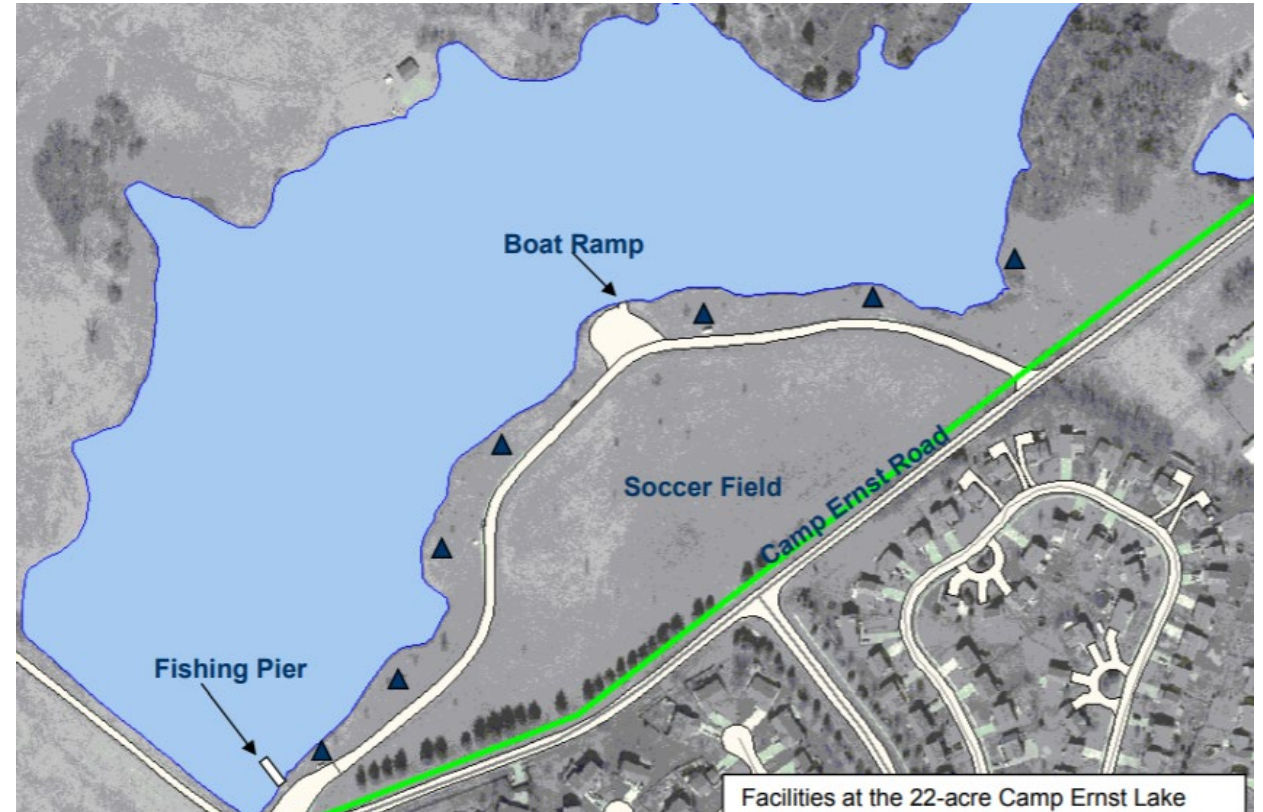 Boat Ramp
Soccer Field
Camp Ernst Road
Fishing Pier
Facilities at the 22-acre Camp Ernst Lake